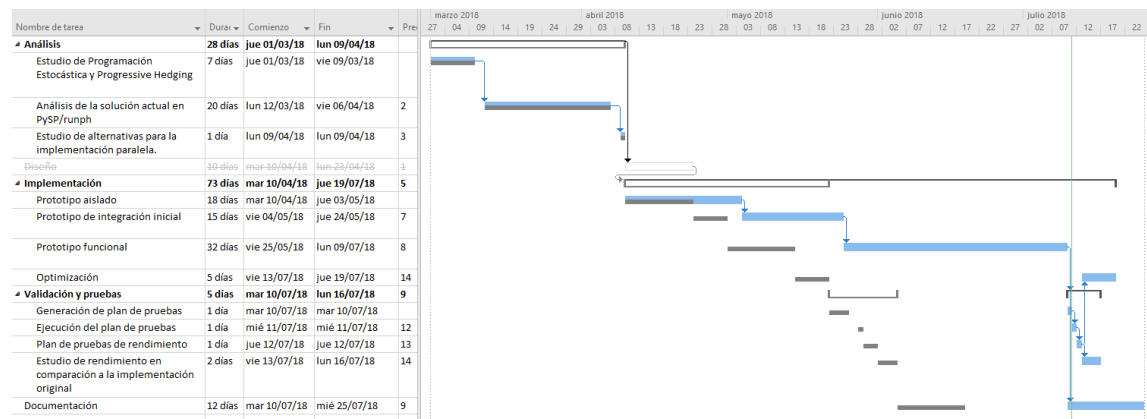 marzo 2018 abril 2018 mayo 2018 junio 2018 julio 2018
Nombre de tarea Durac Comienzo Fin Pre 27 04 09 14 19 24 29 03 08 13 18 23 28 03 08 13 18 23 28 02 07 12 17 22 27 02 07 12 17 22
Análisis 28 días jue 01/03/18 lun 09/04/18
Estudio de Programación 7 días jue 01/03/18 vie 09/03/18
Estocástica y Progressive Hedging
Análisis de la solución actual en 20 días lun 12/03/18 vie 06/04/18 2
PySP/runph
Estudio de alternativas para la 1 día lun 09/04/18 lun 09/04/18 3
implementación paralela.
Diseño 10 días mar 10/04/18 lun 23/04/18 1
Implementación 73 días mar 10/04/18 jue 19/07/18 5
Prototipo aislado 18 días mar 10/04/18 jue 03/05/18
Prototipo de integración inicial 15 días vie 04/05/18 jue 24/05/18 7
Prototipo funcional 32 días vie 25/05/18 lun 09/07/18 8
Optimización 5 días vie 13/07/18 jue 19/07/18 14
Validación y pruebas 5 días mar 10/07/18 lun 16/07/18 9
Generación de plan de pruebas 1 día mar 10/07/18 mar 10/07/18
Ejecución del plan de pruebas 1 día mié 11/07/18 mié 11/07/18 12
Plan de pruebas de rendimiento 1 día jue 12/07/18 jue 12/07/18 13
Estudio de rendimiento en 2 días vie 13/07/18 lun 16/07/18 14
comparación a la implementación
original
Documentación 12 días mar 10/07/18 mié 25/07/18 9